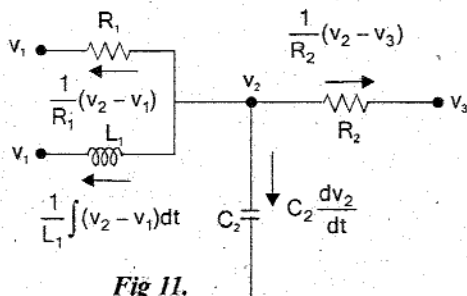 R₁
v₁
1/R₁ (v₂ – v₁)
L₁
v₁
1/L₁ ∫(v₂ – v₁)dt
1/R₂ (v₂ – v₃)
v₂
v₃
R₂
C₂
C₂ dv₂/dt
Fig 11.